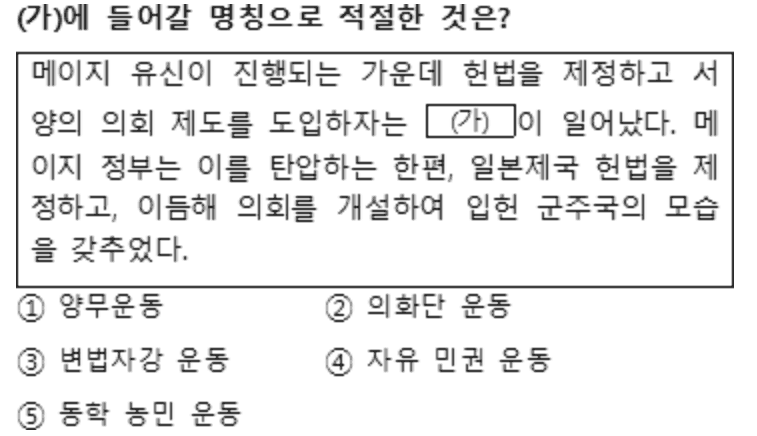 (가)에 들어갈 명칭으로 적절한 것은?
메이지 유신이 진행되는 가운데 헌법을 제정하고 서
양의 의회 제도를 도입하자는 (가) 이 일어났다. 메
이지 정부는 이를 탄압하는 한편, 일본제국 헌법을 제
정하고, 이듬해 의회를 개설하여 입헌 군주국의 모습
을 갖추었다.
① 양무운동 ② 의화단 운동
③ 변법자강 운동 ④ 자유 민권 운동
⑤ 동학 농민 운동